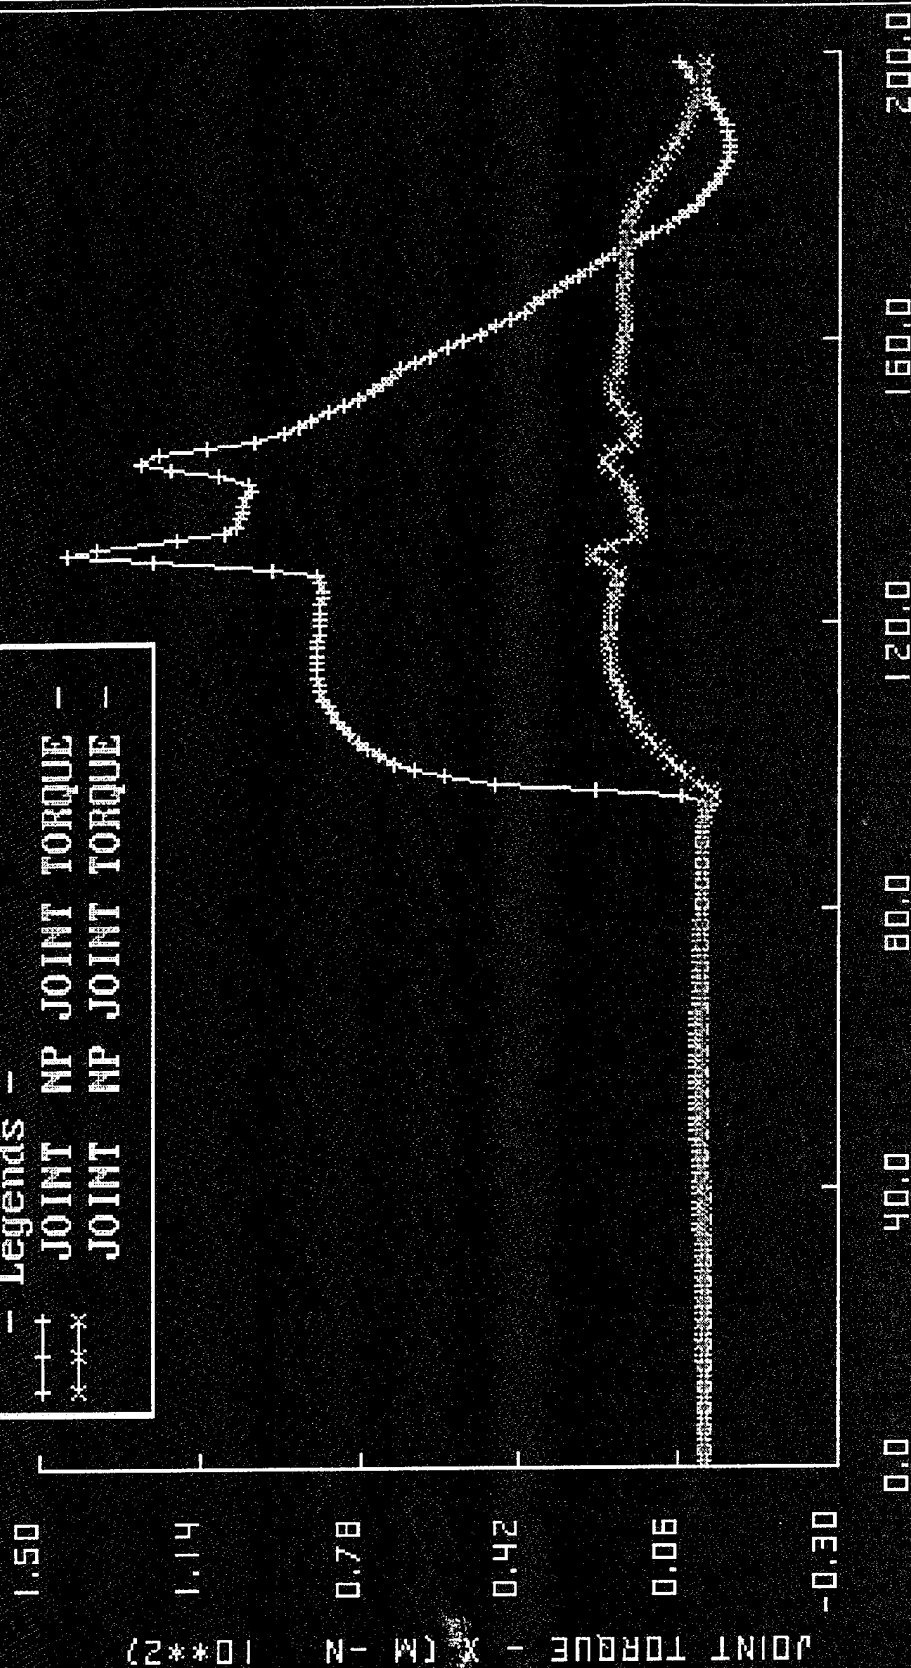 - Legends -
JOINT NP JOINT TORQUE -
JOINT NP JOINT TORQUE -
1.50
1.14
0.78
0.42
0.06
-0.30
JOINT TORQUE - X (M-N 10**2)
0.0 40.0 80.0 120.0 160.0 200.0